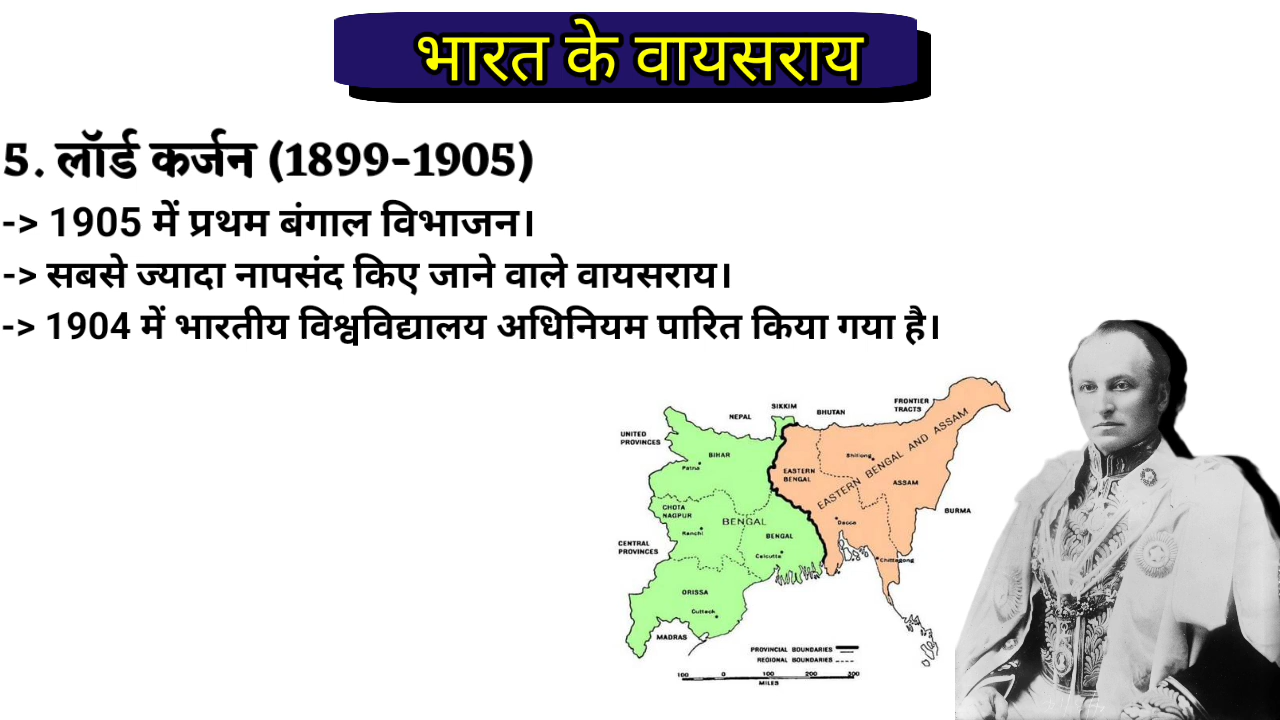 भारत के वायसराय
5. लॉर्ड कर्जन (1899-1905)
-> 1905 में प्रथम बंगाल विभाजन।
-> सबसे ज्यादा नापसंद किए जाने वाले वायसराय।
-> 1904 में भारतीय विश्वविद्यालय अधिनियम पारित किया गया है।
SIKKIM
NEPAL
BHUTAN
FRONTIER
TRACTS
UNITED
PROVINCES
BIHAR
Patna
EASTERN
BENGAL
Shillong
EASTERN BENGAL AND ASSAM
ASSAM
BURMA
CHOTA
NAGPUR
Ranchi
BENGAL
BENGAL
Calcutta
Dacca
Chittagong
CENTRAL
PROVINCES
ORISSA
Cuttack
MADRAS
PROVINCIAL BOUNDARIES
REGIONAL BOUNDARIES
100 0 100 200 300
MILES